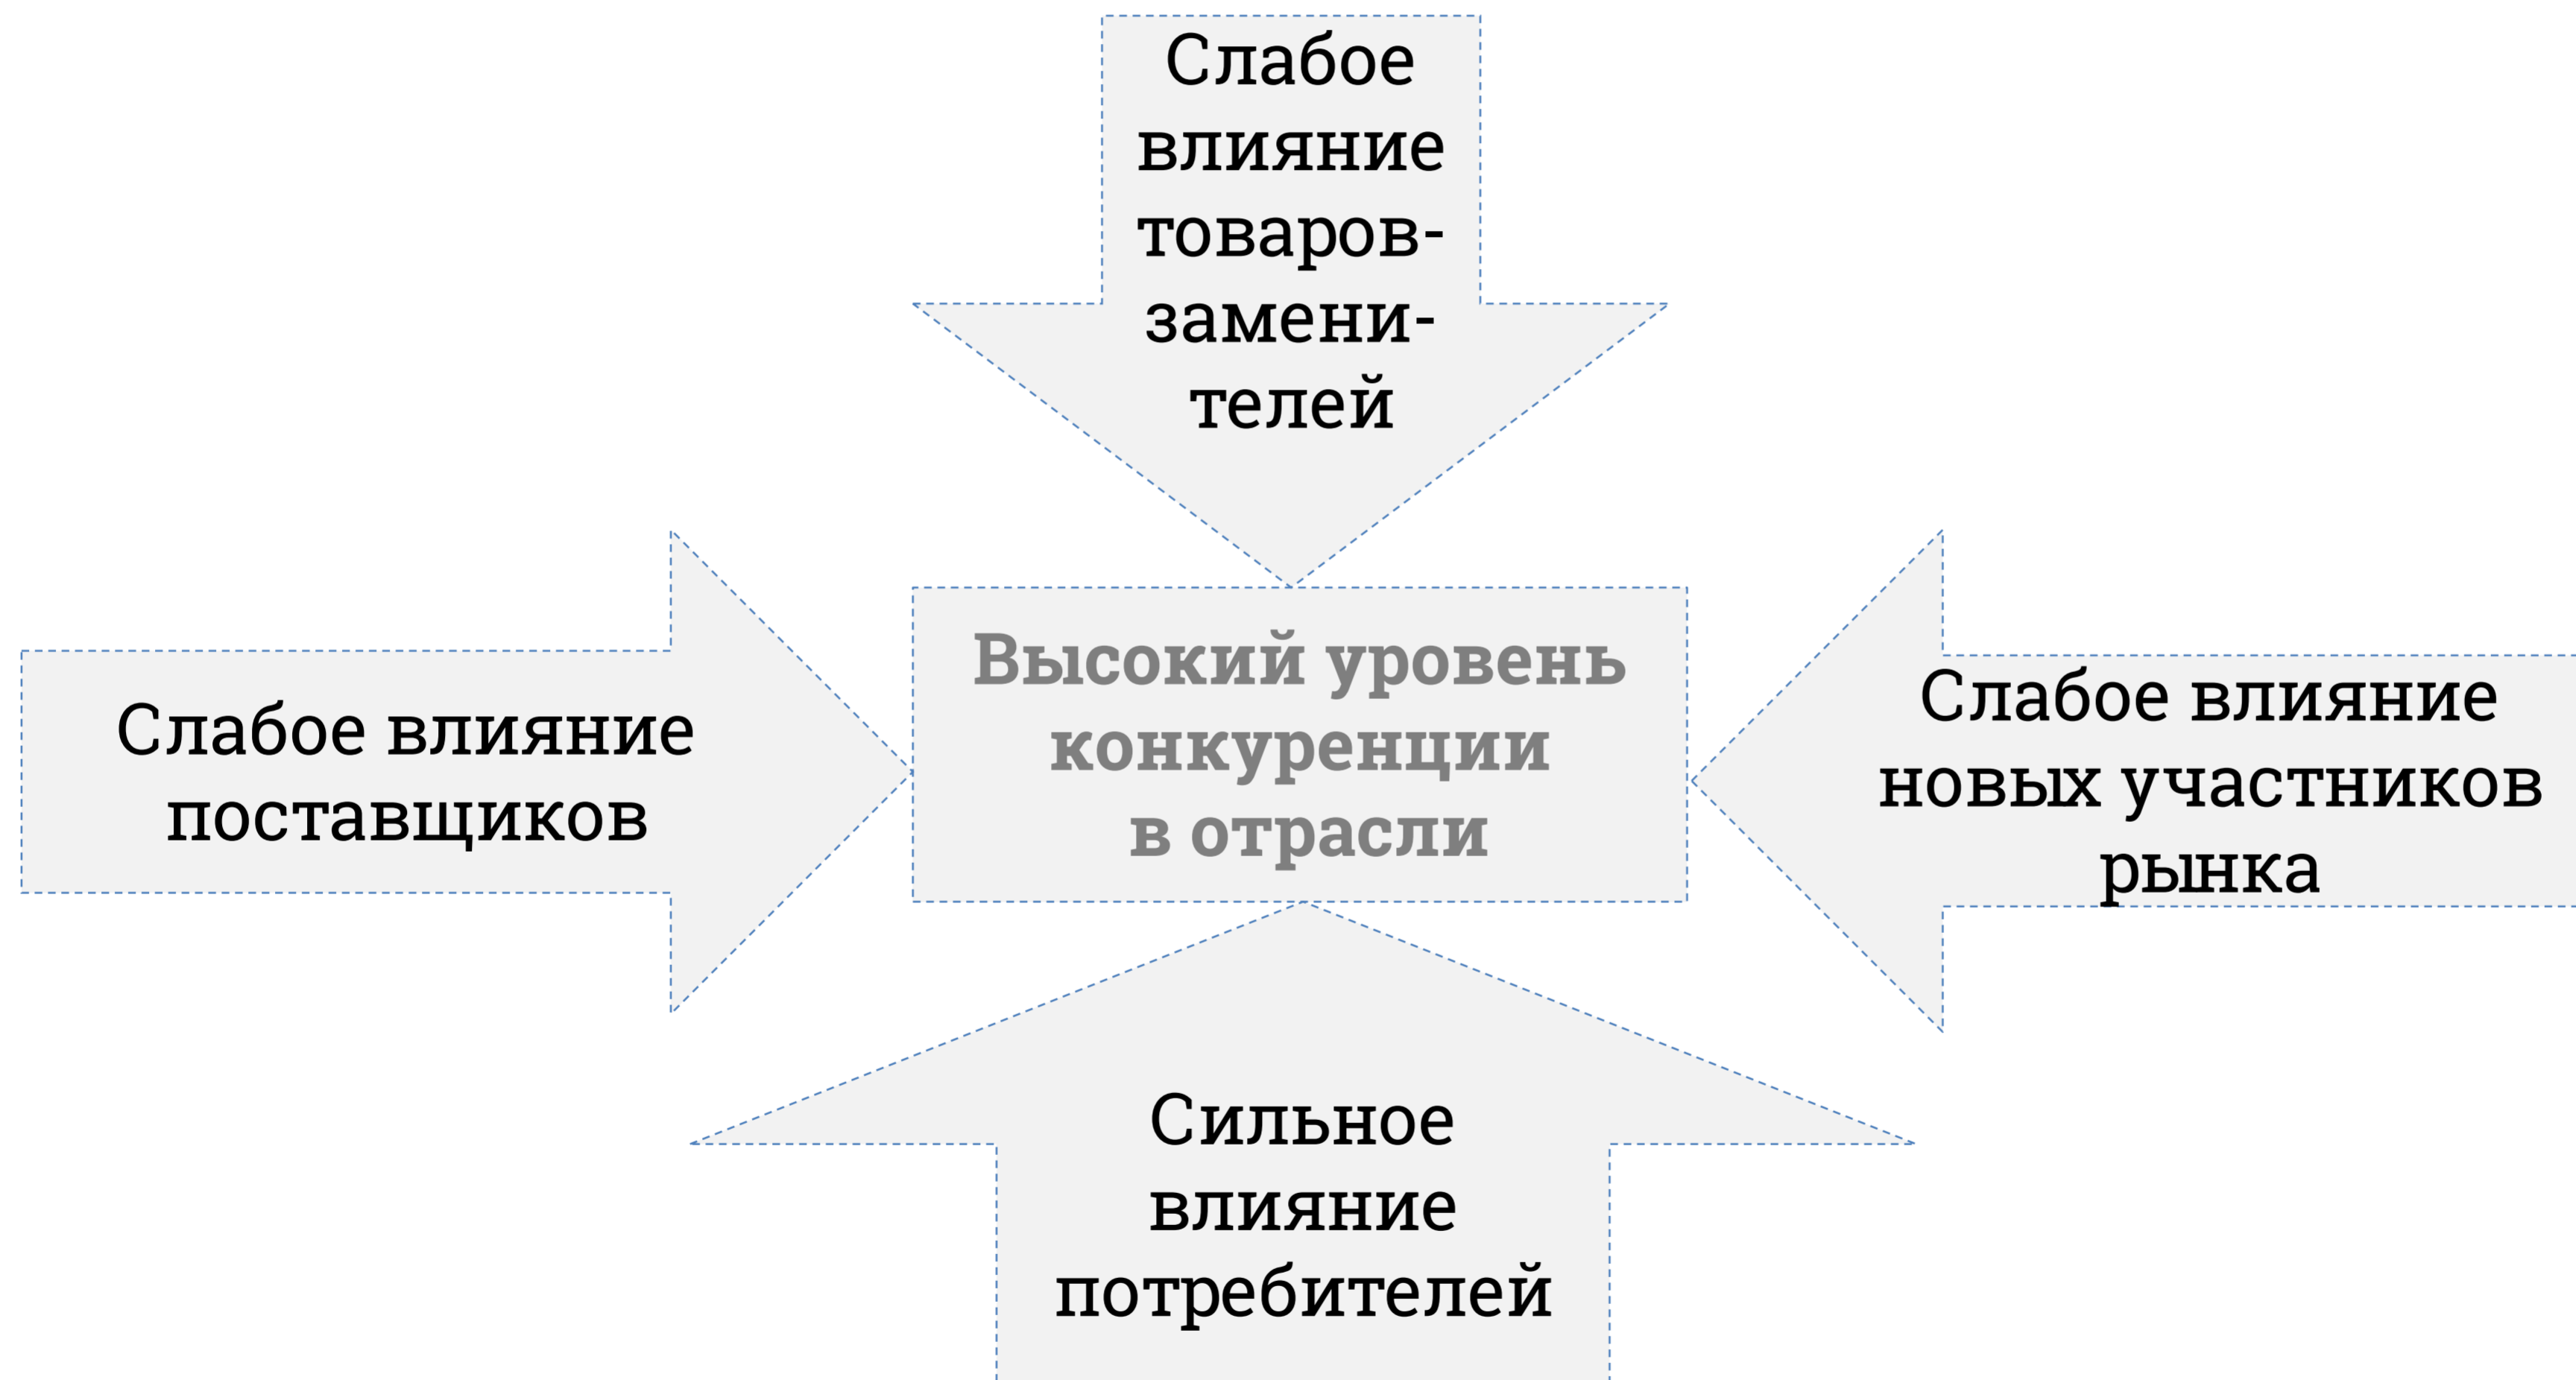 Слабое
влияние
товаров-
замени-
телей
Высокий уровень
конкуренции
в отрасли
Слабое влияние
поставщиков
Слабое влияние
новых участников
рынка
Сильное
влияние
потребителей